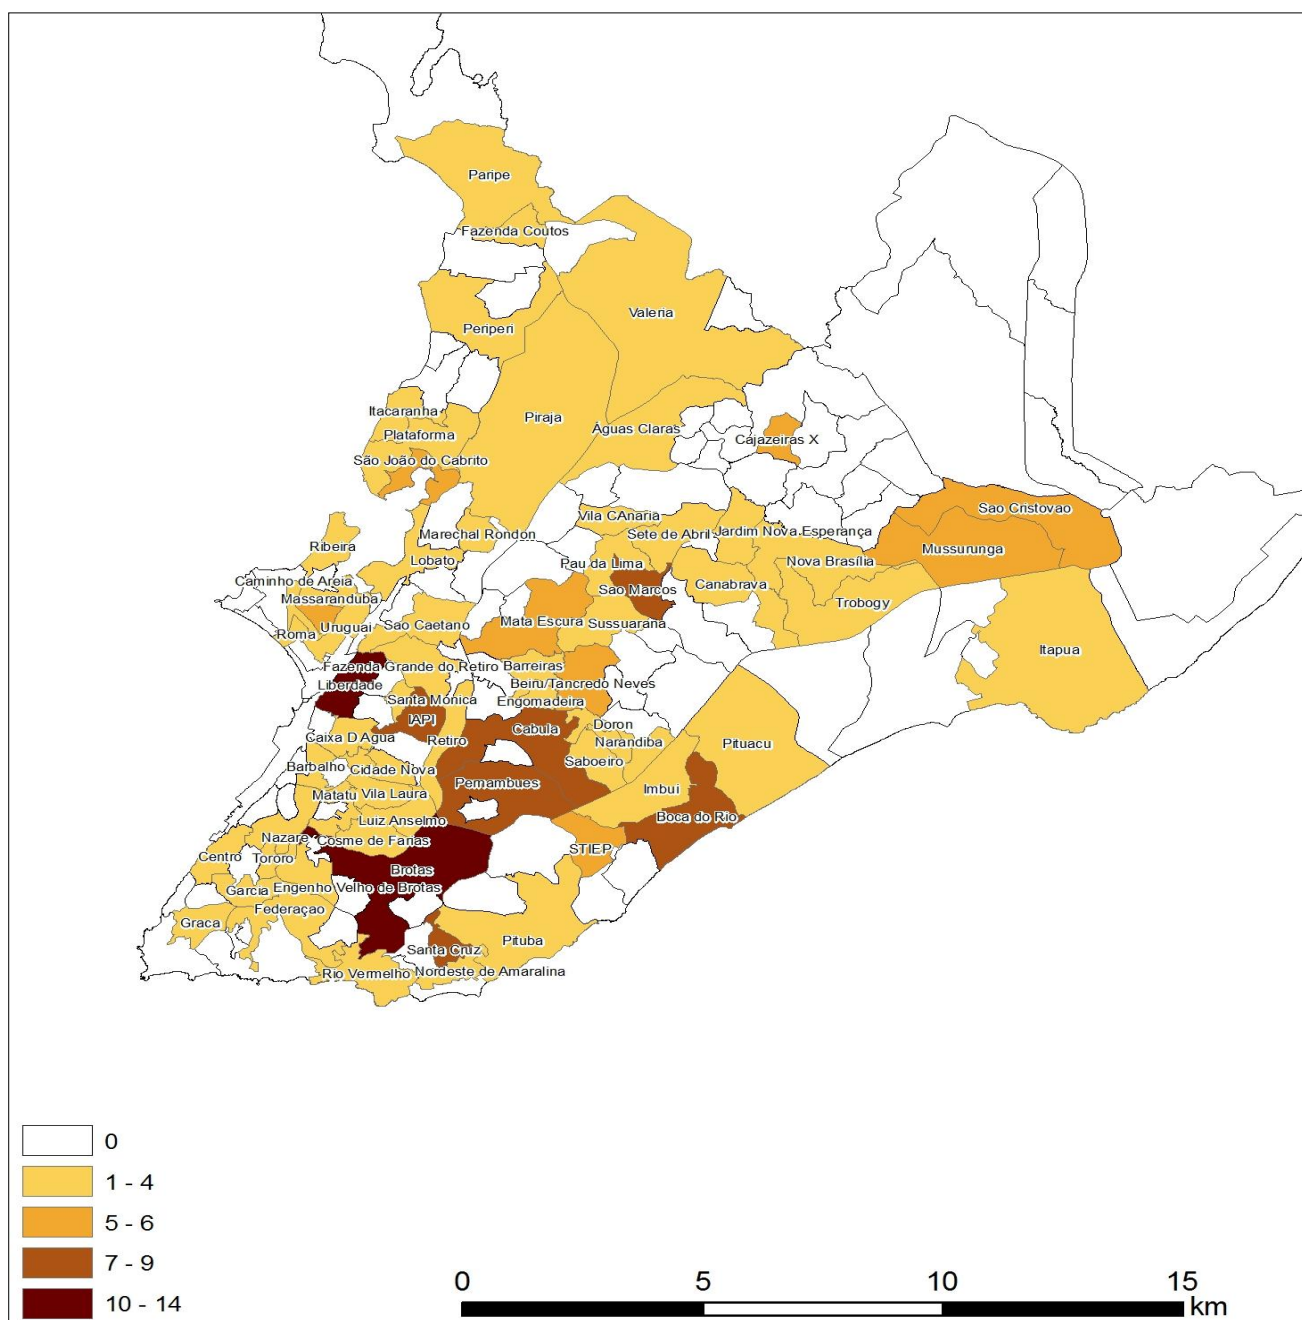 Paripe
Fazenda Coutos
Valeria
Periperi
Itacaranha
Piraja
Águas Claras
Plataforma
Cajazeiras X
São João do Cabrito
Sao Cristovao
Vila CAnaria
Marechal Rondon
Sete de Abril
Jardim Nova Esperança
Ribeira
Mussurunga
Lobato
Pau da Lima
Nova Brasília
Caminho de Areia
Canabrava
Sao Marcos
Massaranduba
Trobogy
Roma
Uruguai
Sao Caetano
Mata Escura
Sussuarana
Itapua
Fazenda Grande do Retiro
Barreiras
Liberdade
Beiru/Tancredo Neves
Santa Mônica
Engomadeira
IAPI
Cabula
Doron
Caixa D Agua
Retiro
Narandiba
Pituacu
Saboeiro
Barbalho
Cidade Nova
Pernambues
Imbui
Matatu
Vila Laura
Boca do Rio
Luiz Anselmo
Nazare
Cosme de Farias
STIEP
Centro
Tororo
Brotas
Garcia
Engenho Velho de Brotas
Federaçao
Graca
Pituba
Santa Cruz
Rio Vermelho
Nordeste de Amaralina
0
1 - 4
5 - 6
7 - 9
10 - 14
0 5 10 15
km